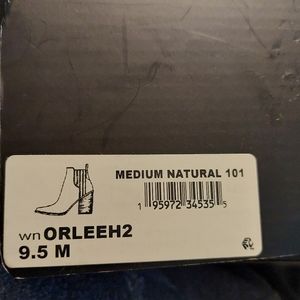 MEDIUM NATURAL 101
1 95972 34535 5
wn ORLEEH2
9.5 M